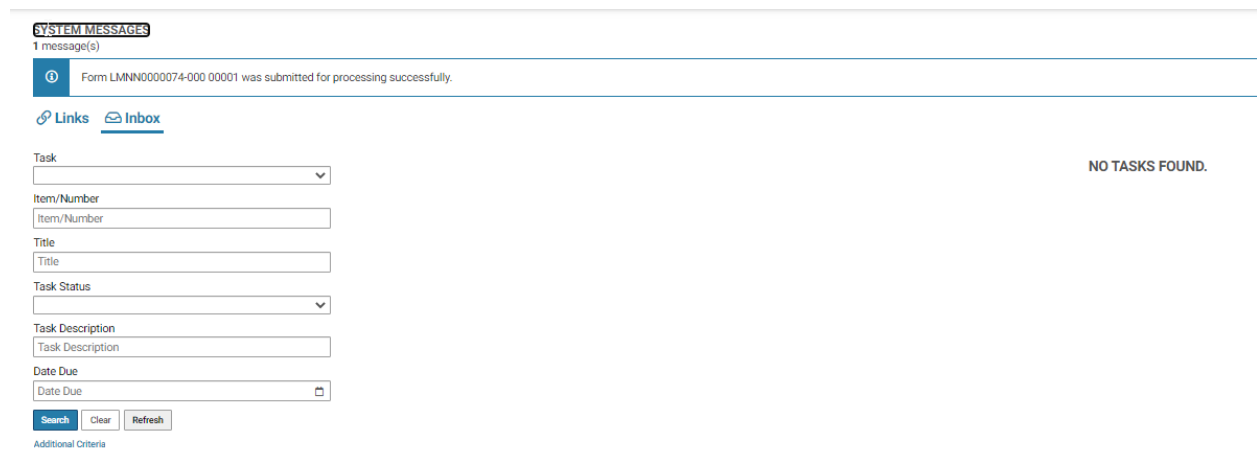 SYSTEM MESSAGES
1 message(s)
Form LMNN0000074-000 00001 was submitted for processing successfully.
Links Inbox
Task
NO TASKS FOUND.
Item/Number
Item/Number
Title
Title
Task Status
Task Description
Task Description
Date Due
Date Due
Search Clear Refresh
Additional Criteria